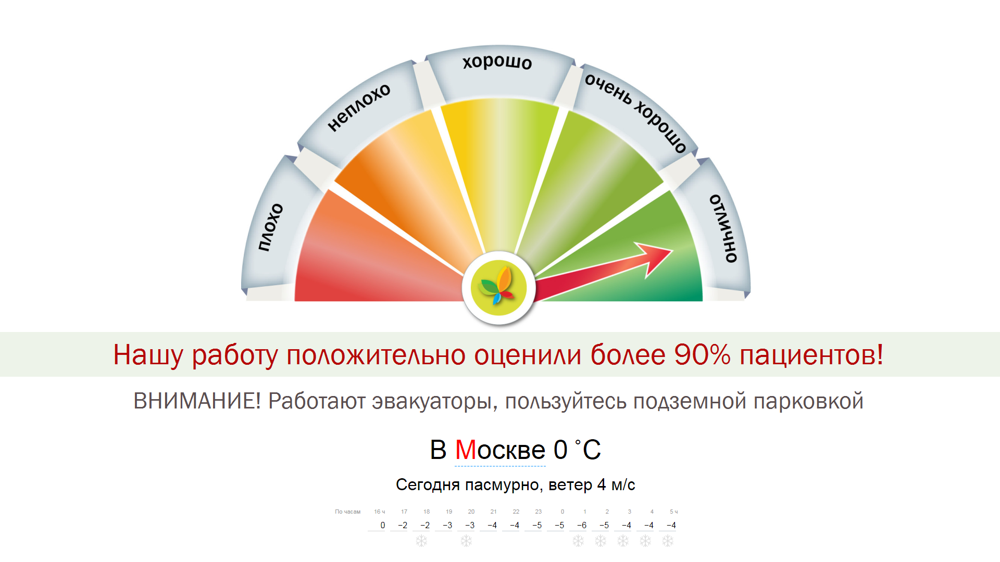 плохо
неплохо
хорошо
очень хорошо
отлично
Нашу работу положительно оценили более 90% пациентов!
ВНИМАНИЕ! Работают эвакуаторы, пользуйтесь подземной парковкой
В Москве 0 °C
Сегодня пасмурно, ветер 4 м/с
По часам 16 ч 17 18 19 20 21 22 23 0 1 2 3 4 5 ч
0 −2 −2 −3 −3 −4 −4 −5 −5 −6 −5 −4 −4 −4